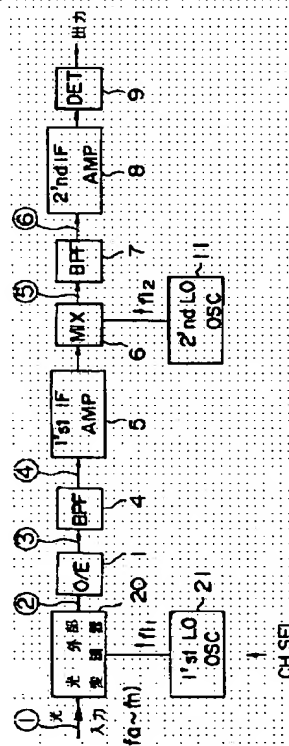 ①
光
入力
(fa~fn)
光外部
変調器
20
fl1
1'st LO
OSC
21
CH SEL
②
O/E
1
③
BPF
4
④
1'st IF
AMP
5
MIX
6
fl2
2'nd LO
OSC
11
⑤
BPF
7
⑥
2'nd IF
AMP
8
DET
9
出力